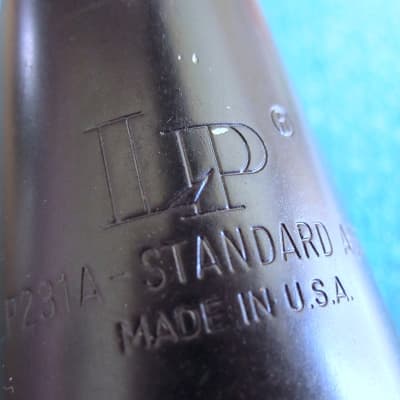 LP®
P231A - STANDARD A
MADE IN U.S.A.